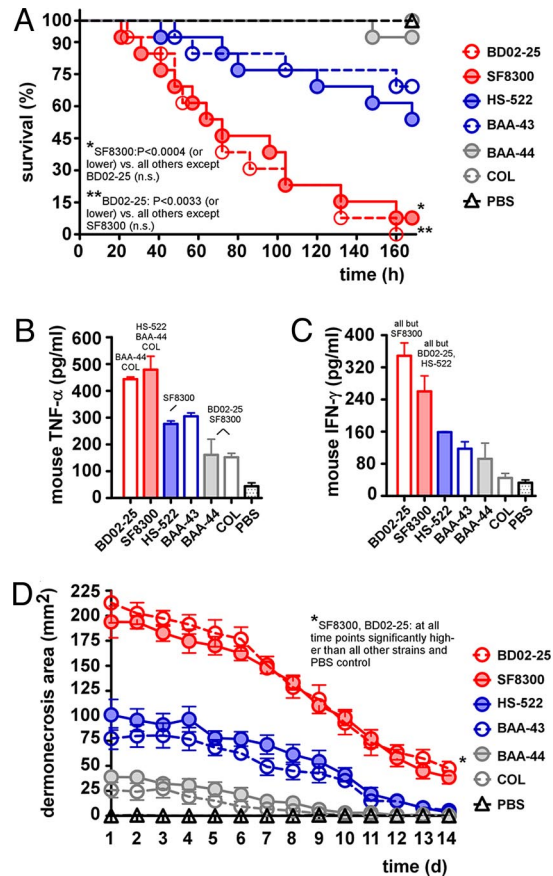 A
survival (%)
100
90
75
60
45
30
15
0
0 20 40 60 80 100 120 140 160
time (h)
*SF8300:P<0.0004 (or
lower) vs. all others except
BD02-25 (n.s.)
**BD02-25: P<0.0033 (or
lower) vs. all others except
SF8300 (n.s.)
*
**
BD02-25
SF8300
HS-522
BAA-43
BAA-44
COL
PBS
B
mouse TNF-α (pg/ml)
600
500
400
300
200
100
0
BAA-44
COL
HS-522
BAA-44
COL
SF8300
BD02-25
SF8300
BD02-25
SF8300
HS-522
BAA-43
BAA-44
COL
PBS
C
mouse IFN-γ (pg/ml)
400
320
240
160
80
0
all but
SF8300
all but
BD02-25,
HS-522
BD02-25
SF8300
HS-522
BAA-43
BAA-44
COL
PBS
D
dermonecrosis area (mm²)
225
200
175
150
125
100
75
50
25
0
1 2 3 4 5 6 7 8 9 10 11 12 13 14
time (d)
*SF8300, BD02-25: at all
time points significantly high-
er than all other strains and
PBS control
*
BD02-25
SF8300
HS-522
BAA-43
BAA-44
COL
PBS